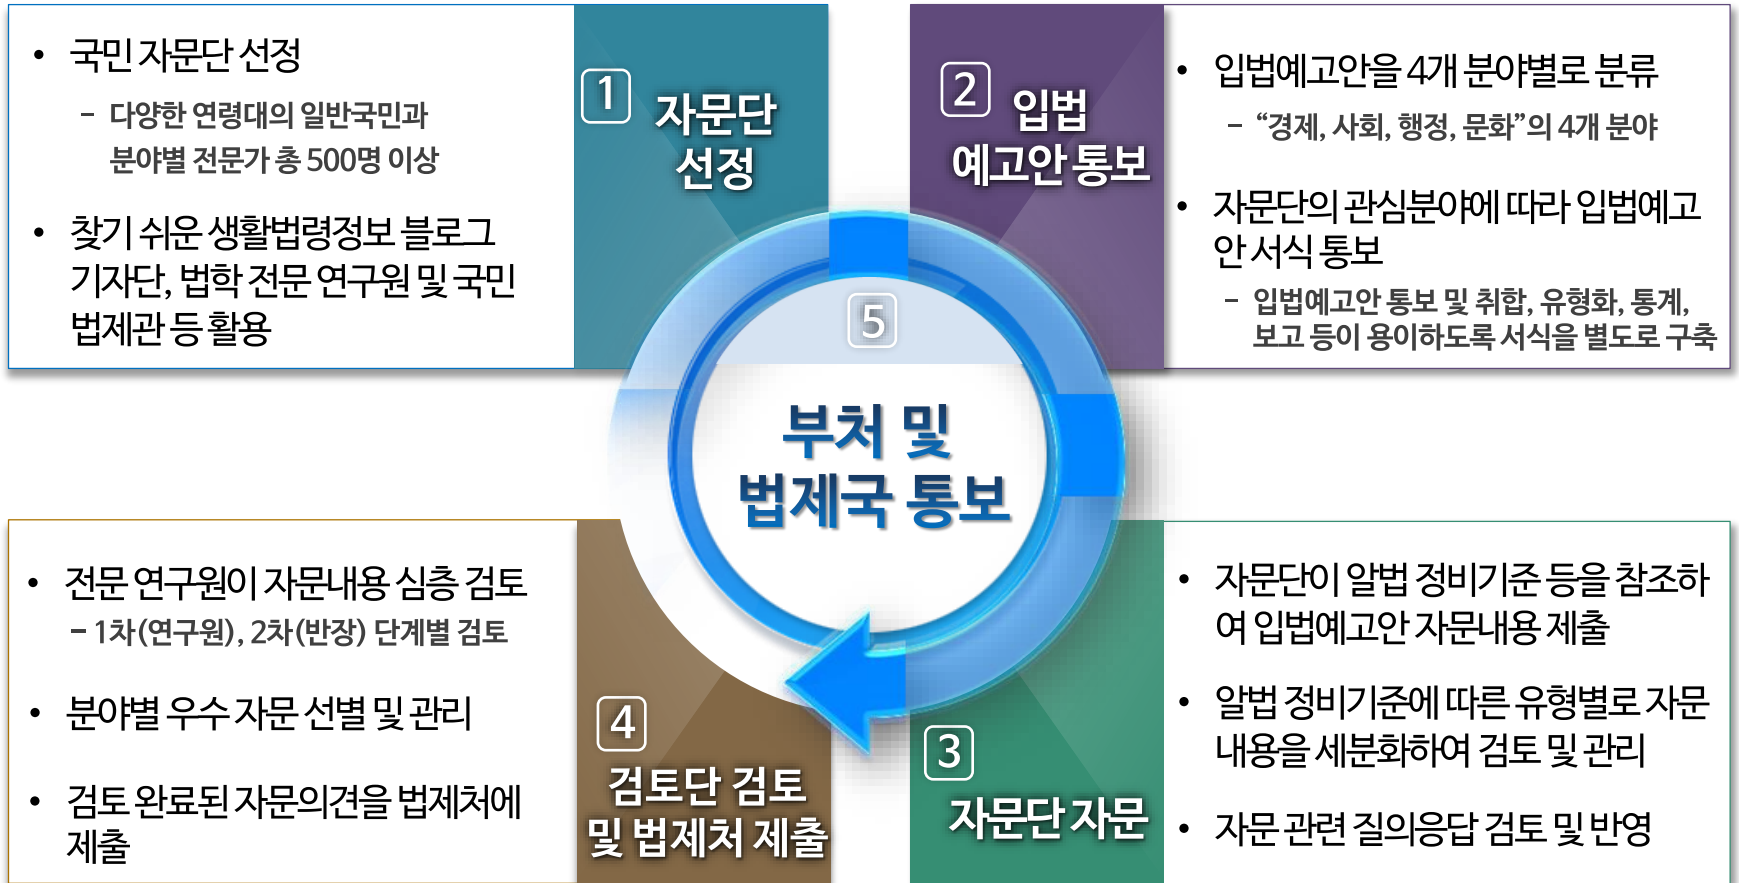 • 국민 자문단 선정
- 다양한 연령대의 일반국민과
분야별 전문가 총 500명 이상
• 찾기 쉬운 생활법령정보 블로그
기자단, 법학 전문 연구원 및 국민
법제관 등 활용
1 자문단
선정
2 입법
예고안 통보
• 입법예고안을 4개 분야별로 분류
- “경제, 사회, 행정, 문화”의 4개 분야
• 자문단의 관심분야에 따라 입법예고
안 서식 통보
- 입법예고안 통보 및 취합, 유형화, 통계,
보고 등이 용이하도록 서식을 별도로 구축
5
부처 및
법제국 통보
• 전문 연구원이 자문내용 심층 검토
- 1차(연구원), 2차(반장) 단계별 검토
• 분야별 우수 자문 선별 및 관리
• 검토 완료된 자문의견을 법제처에
제출
4
검토단 검토
및 법제처 제출
3
자문단 자문
• 자문단이 알법 정비기준 등을 참조하
여 입법예고안 자문내용 제출
• 알법 정비기준에 따른 유형별로 자문
내용을 세분화하여 검토 및 관리
• 자문 관련 질의응답 검토 및 반영